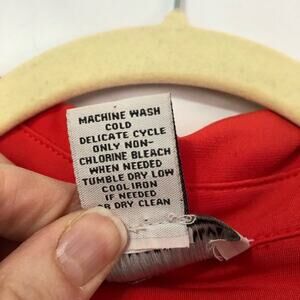 MACHINE WASH
COLD
DELICATE CYCLE
ONLY NON-
CHLORINE BLEACH
WHEN NEEDED
TUMBLE DRY LOW
COOL IRON
IF NEEDED
OR DRY CLEAN